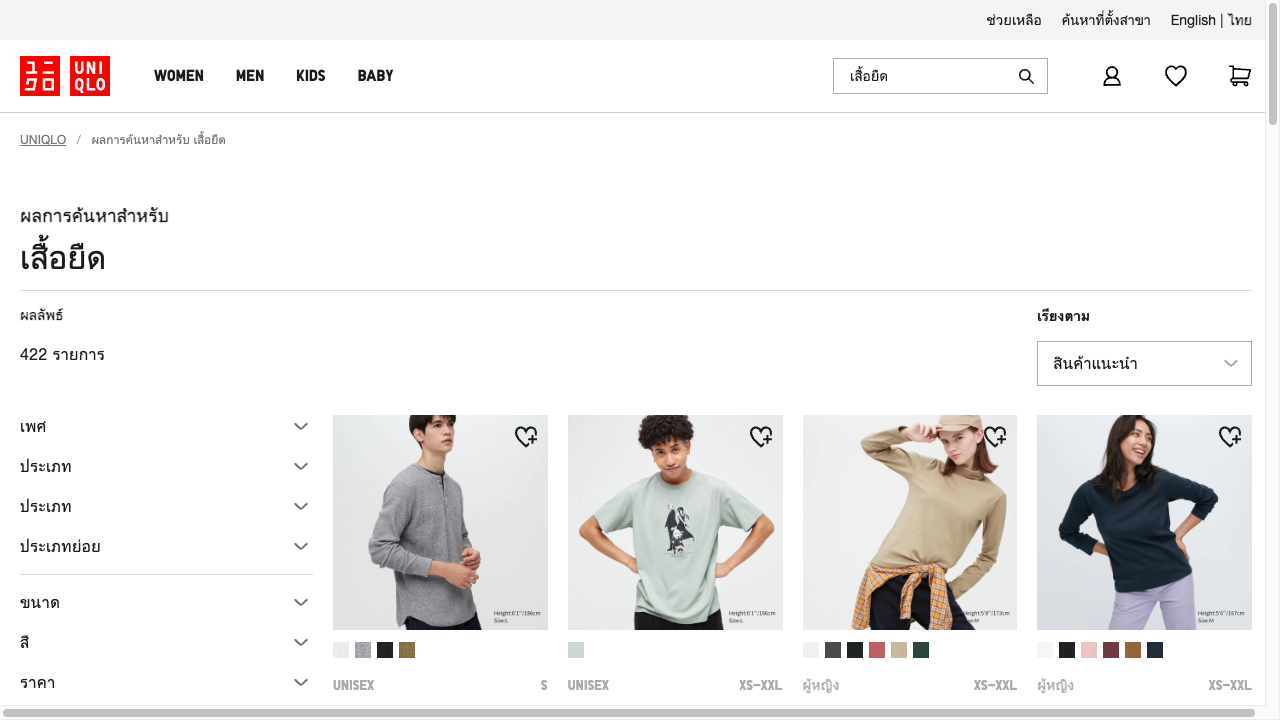 ช่วยเหลือ ค้นหาที่ตั้งสาขา English | ไทย
ユニクロ UNIQLO WOMEN MEN KIDS BABY เสื้อยืด
UNIQLO / ผลการค้นหาสำหรับ เสื้อยืด
ผลการค้นหาสำหรับ
เสื้อยืด
ผลลัพธ์
เรียงตาม
422 รายการ
สินค้าแนะนำ
เพศ
ประเภท
ประเภท
ประเภทย่อย
ขนาด
สี
ราคา
Height:6'1"/186cm
Size:L
Height:6'1"/186cm
Size:L
Height:5'8"/173cm
Size:M
Height:5'6"/167cm
Size:M
UNISEX S
UNISEX XS-XXL
ผู้หญิง XS-XXL
ผู้หญิง XS-XXL